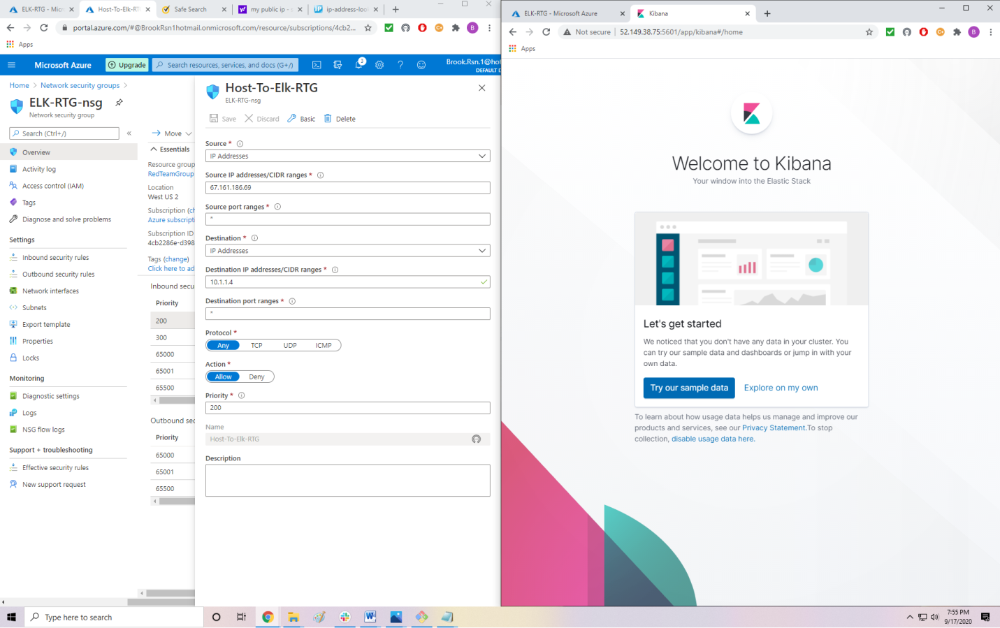 ELK-RTG - Micr
Host-To-Elk-RT
Safe Search
my public ip - s
ip-address-loo
portal.azure.com/#@BrookRsn1hotmail.onmicrosoft.com/resource/subscriptions/4cb2...
Apps
Microsoft Azure
Upgrade
Search resources, services, and docs (G+/)
3
Brook.Rsn.1@hot
DEFAULT D
Home > Network security groups >
ELK-RTG-nsg
Network security group
Search (Ctrl+/)
Overview
Activity log
Access control (IAM)
Tags
Diagnose and solve problems
Settings
Inbound security rules
Outbound security rules
Network interfaces
Subnets
Export template
Properties
Locks
Monitoring
Diagnostic settings
Logs
NSG flow logs
Support + troubleshooting
Effective security rules
New support request
Move
Essentials
Resource group
RedTeamGroup
Location
West US 2
Subscription (ch
Azure subscripti
Subscription ID
4cb2286e-d398
Tags (change)
Click here to ad
Inbound secu
Priority
200
300
65000
65001
65500
Outbound sec
Priority
65000
65001
65500
Host-To-Elk-RTG
ELK-RTG-nsg
Save
Discard
Basic
Delete
Source *
IP Addresses
Source IP addresses/CIDR ranges *
67.161.186.69
Source port ranges *
*
Destination *
IP Addresses
Destination IP addresses/CIDR ranges *
10.1.1.4
Destination port ranges *
*
Protocol *
Any TCP UDP ICMP
Action *
Allow Deny
Priority *
200
Name
Host-To-Elk-RTG
Description
ELK-RTG - Microsoft Azure
Kibana
Not secure | 52.149.38.75:5601/app/kibana#/home
B
Apps
Welcome to Kibana
Your window into the Elastic Stack
Let's get started
We noticed that you don't have any data in your cluster. You
can try our sample data and dashboards or jump in with your
own data.
Try our sample data
Explore on my own
To learn about how usage data helps us manage and improve our
products and services, see our Privacy Statement.To stop
collection, disable usage data here.
Type here to search
7:55 PM
9/17/2020